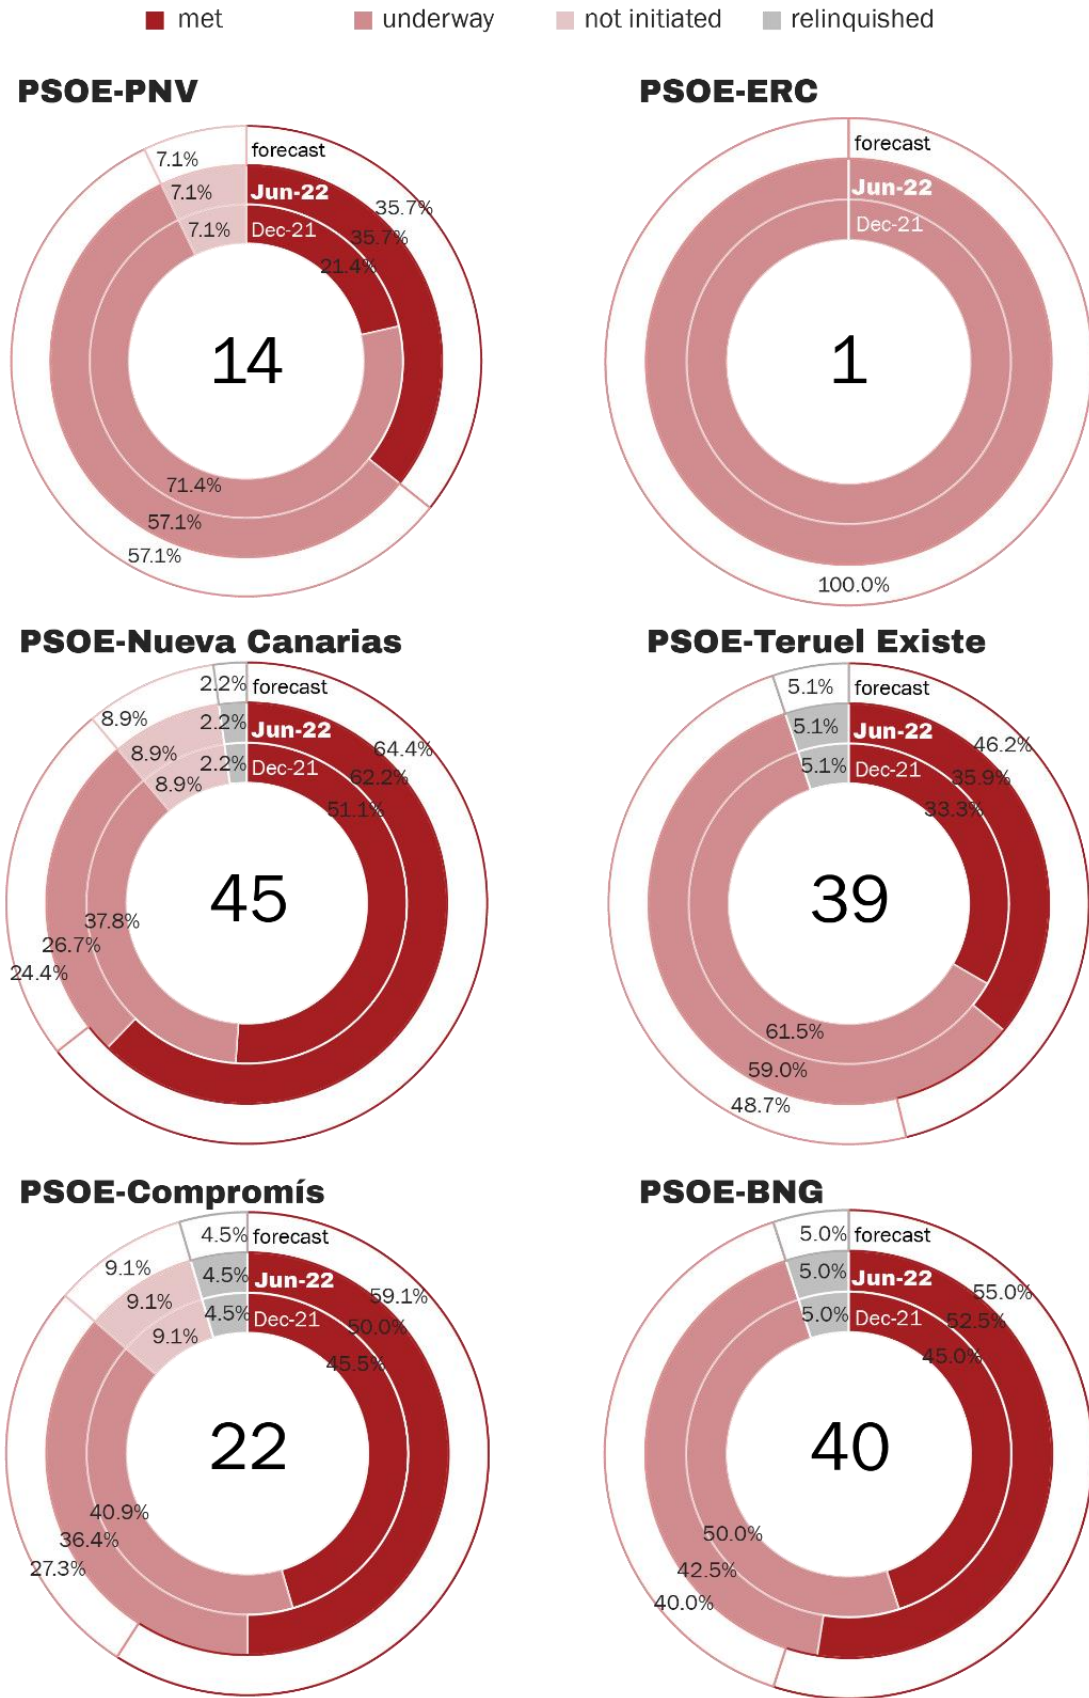 met underway not initiated relinquished
PSOE-PNV
7.1% forecast
7.1% Jun-22 35.7%
7.1% Dec-21 35.7%
21.4%
14
71.4%
57.1%
57.1%
PSOE-ERC
forecast
Jun-22
Dec-21
1
100.0%
PSOE-Nueva Canarias
2.2% forecast
8.9% 2.2% Jun-22 64.4%
8.9% 2.2% Dec-21 62.2%
8.9% 51.1%
45
37.8%
26.7%
24.4%
PSOE-Teruel Existe
5.1% forecast
5.1% Jun-22 46.2%
5.1% Dec-21 35.9%
33.3%
39
61.5%
59.0%
48.7%
PSOE-Compromís
4.5% forecast
9.1% 4.5% Jun-22 59.1%
9.1% 4.5% Dec-21 50.0%
9.1% 45.5%
22
40.9%
36.4%
27.3%
PSOE-BNG
5.0% forecast
5.0% Jun-22 55.0%
5.0% Dec-21 52.5%
45.0%
40
50.0%
42.5%
40.0%